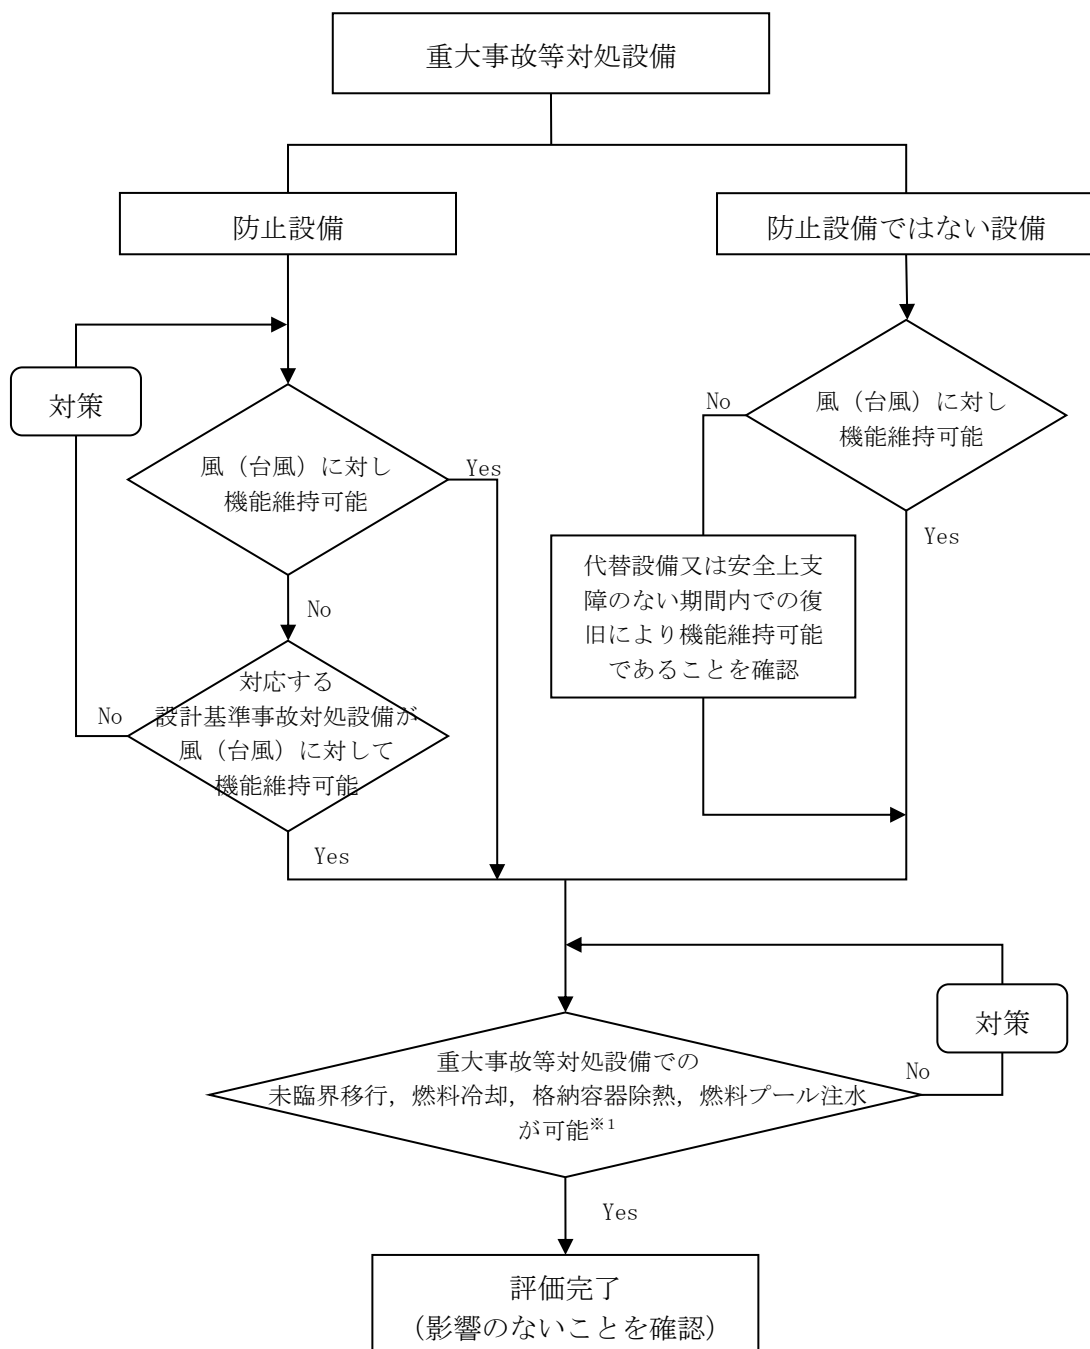 重大事故等対処設備
防止設備
防止設備ではない設備
対策
風（台風）に対し
機能維持可能
Yes
No
対応する
設計基準事故対処設備が
風（台風）に対して
機能維持可能
No
Yes
風（台風）に対し
機能維持可能
No
Yes
代替設備又は安全上支
障のない期間内での復
旧により機能維持可能
であることを確認
対策
重大事故等対処設備での
未臨界移行，燃料冷却，格納容器除熱，燃料プール注水
が可能※1
No
Yes
評価完了
（影響のないことを確認）